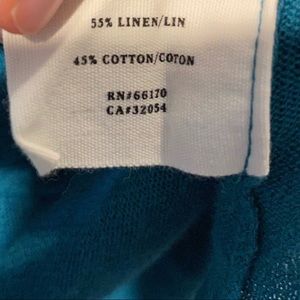 55% LINEN/LIN
45% COTTON/COTON
RN#66170
CA#32054